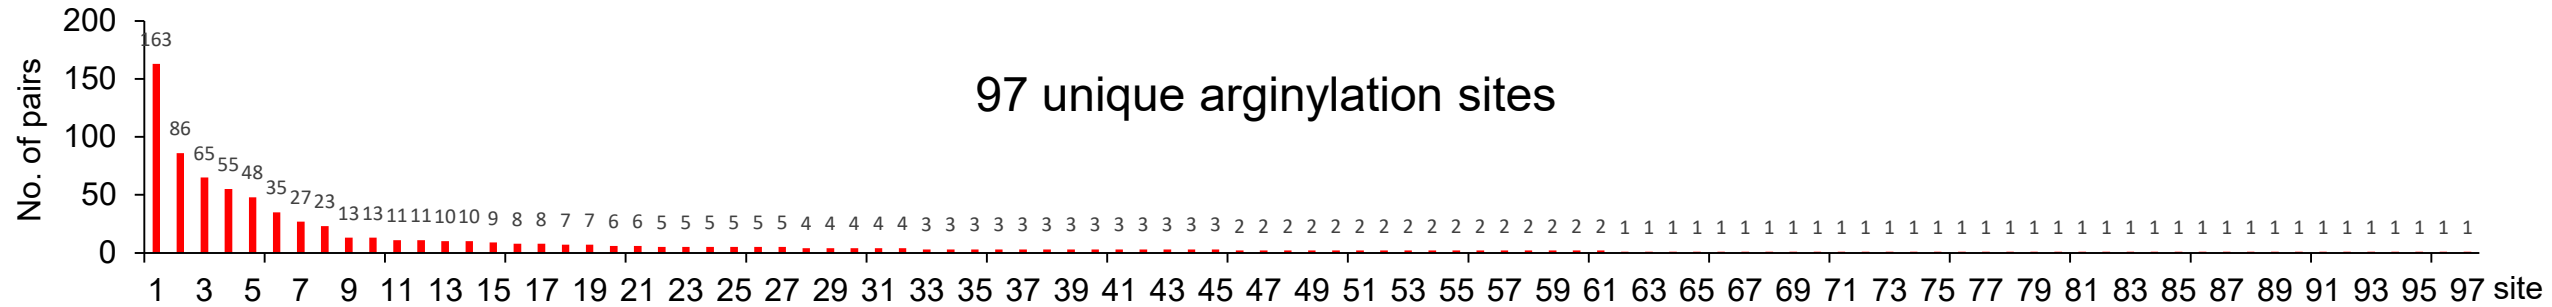 200
150
100
50
0
No. of pairs
97 unique arginylation sites
163 86 65 55 48 35 27 23 13 13 11 11 10 10 9 8 8 7 7 6 6 5 5 5 5 5 5 4 4 4 4 4 3 3 3 3 3 3 3 3 3 3 3 3 3 2 2 2 2 2 2 2 2 2 2 2 2 2 2 2 2 1 1 1 1 1 1 1 1 1 1 1 1 1 1 1 1 1 1 1 1 1 1 1 1 1 1 1 1 1 1 1 1 1 1 1 1
1 3 5 7 9 11 13 15 17 19 21 23 25 27 29 31 33 35 37 39 41 43 45 47 49 51 53 55 57 59 61 63 65 67 69 71 73 75 77 79 81 83 85 87 89 91 93 95 97 site